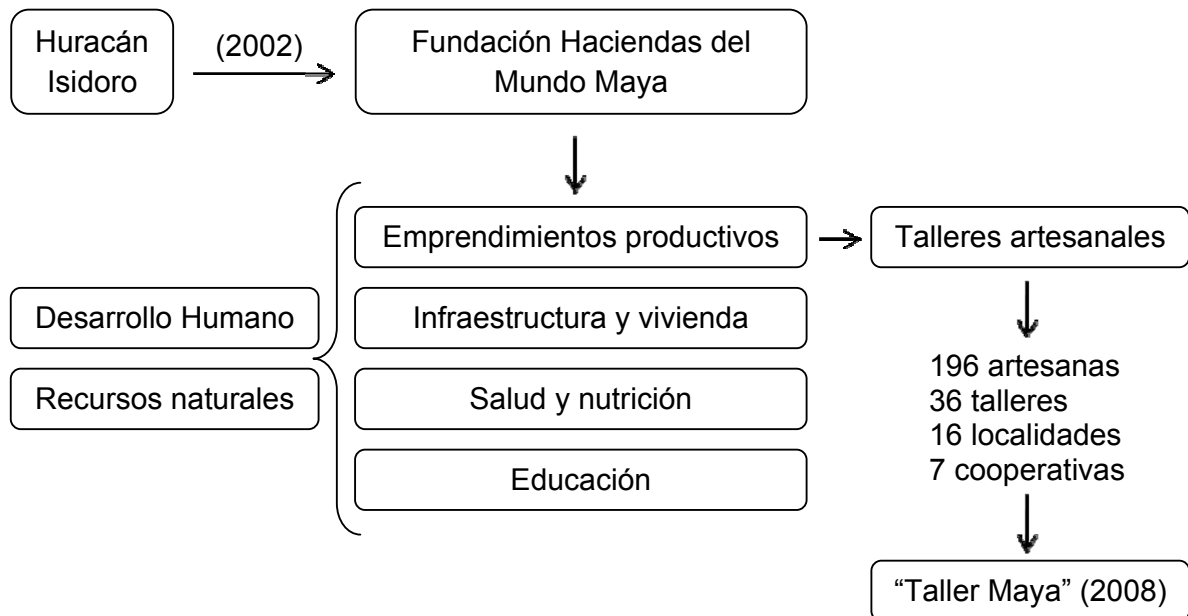 Huracán
Isidoro
(2002)
Fundación Haciendas del
Mundo Maya
Emprendimientos productivos
Talleres artesanales
Desarrollo Humano
Infraestructura y vivienda
Recursos naturales
Salud y nutrición
Educación
196 artesanas
36 talleres
16 localidades
7 cooperativas
“Taller Maya” (2008)